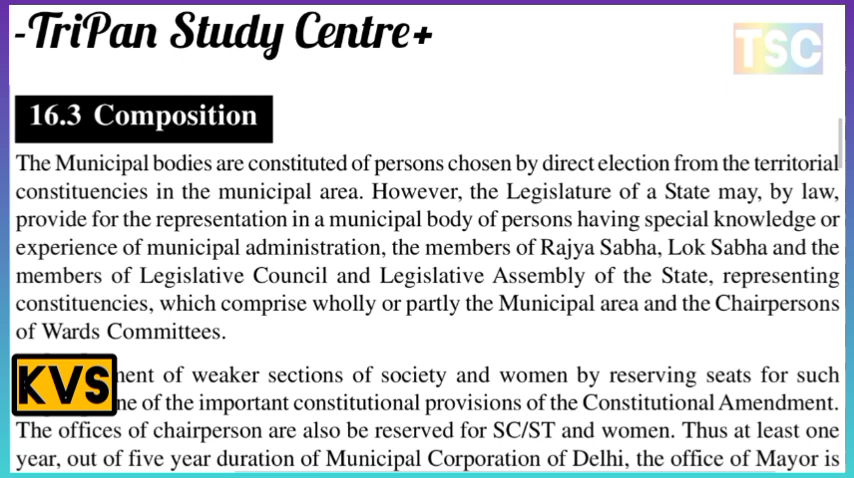 -TriPan Study Centre+
TSC
16.3 Composition
The Municipal bodies are constituted of persons chosen by direct election from the territorial
constituencies in the municipal area. However, the Legislature of a State may, by law,
provide for the representation in a municipal body of persons having special knowledge or
experience of municipal administration, the members of Rajya Sabha, Lok Sabha and the
members of Legislative Council and Legislative Assembly of the State, representing
constituencies, which comprise wholly or partly the Municipal area and the Chairpersons
of Wards Committees.
KVS
of weaker sections of society and women by reserving seats for such
of the important constitutional provisions of the Constitutional Amendment.
The offices of chairperson are also be reserved for SC/ST and women. Thus at least one
year, out of five year duration of Municipal Corporation of Delhi, the office of Mayor is